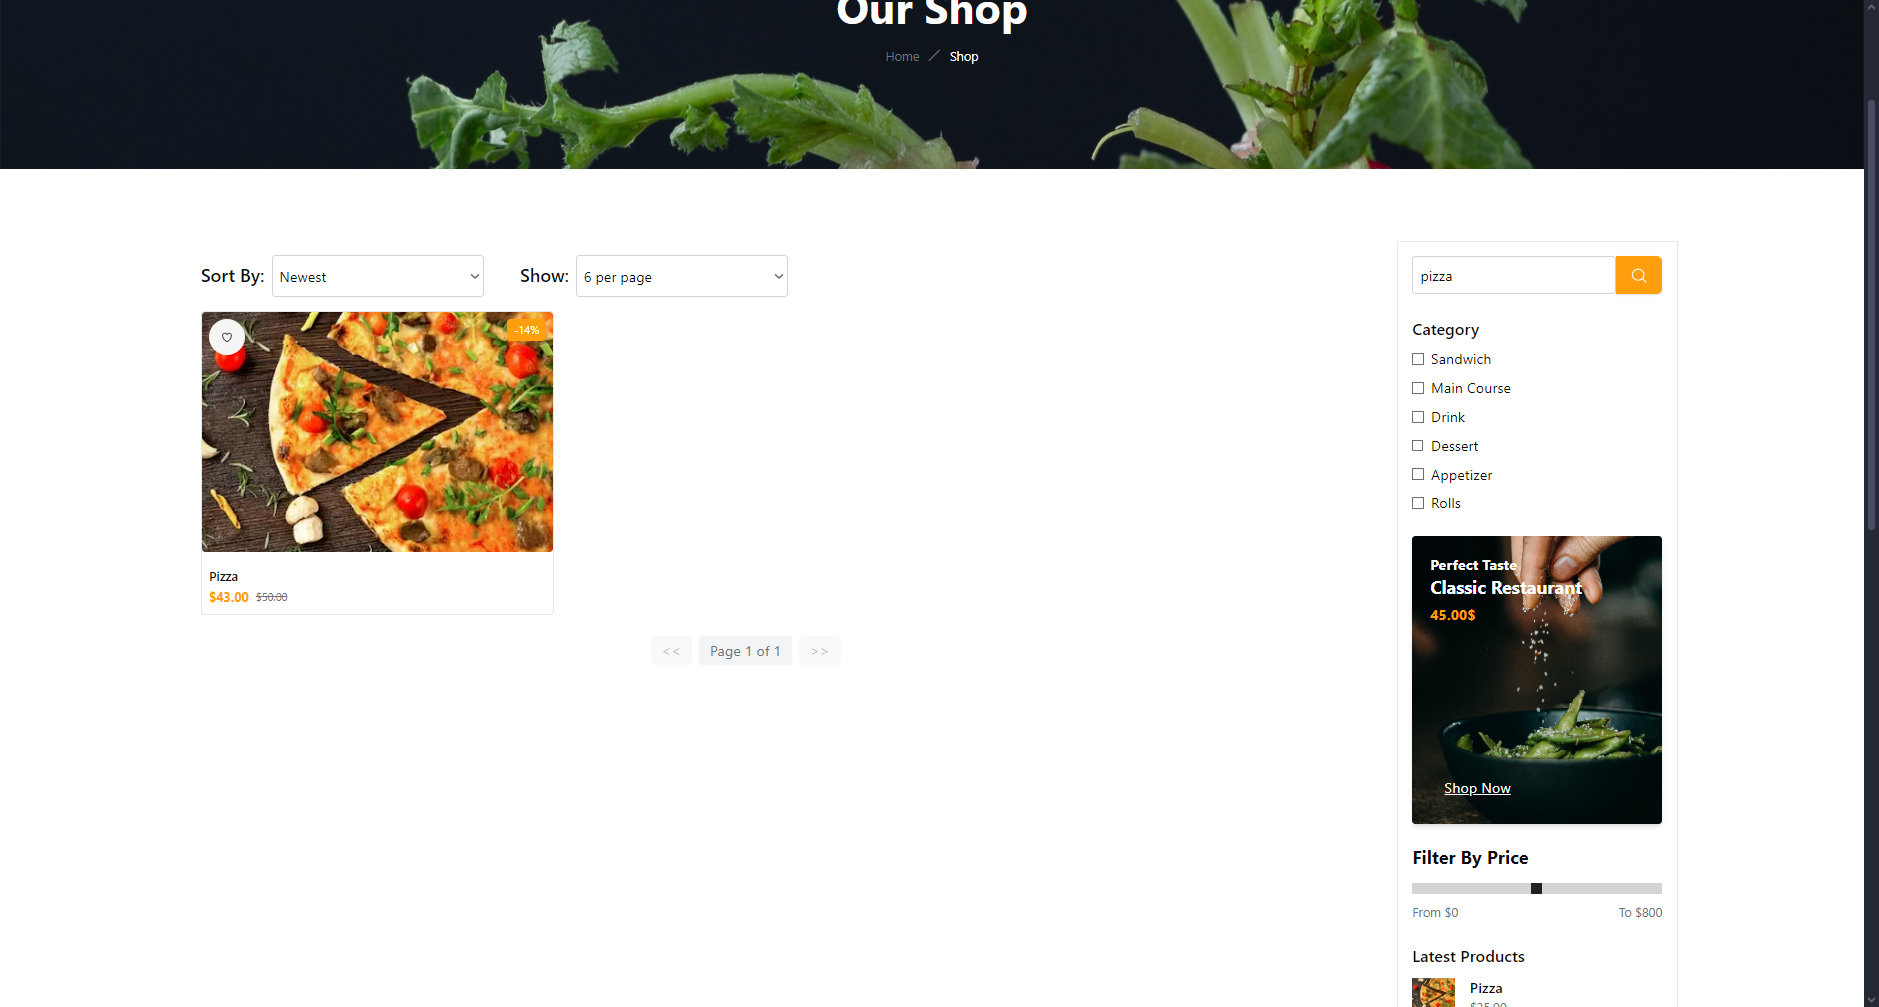 Our Shop
Home / Shop
Sort By: Newest Show: 6 per page
-14%
Pizza
$43.00 $50.00
<< Page 1 of 1 >>
pizza
Category
Sandwich
Main Course
Drink
Dessert
Appetizer
Rolls
Perfect Taste
Classic Restaurant
45.00$
Shop Now
Filter By Price
From $0 To $800
Latest Products
Pizza